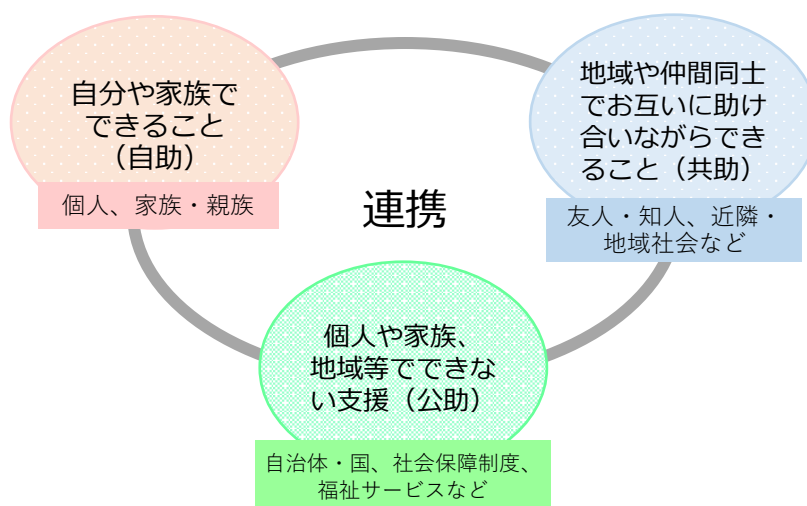 自分や家族で
できること
（自助）
個人、家族・親族
地域や仲間同士
でお互いに助け
合いながらでき
ること（共助）
友人・知人、近隣・
地域社会など
連携
個人や家族、
地域等でできな
い支援（公助）
自治体・国、社会保障制度、
福祉サービスなど